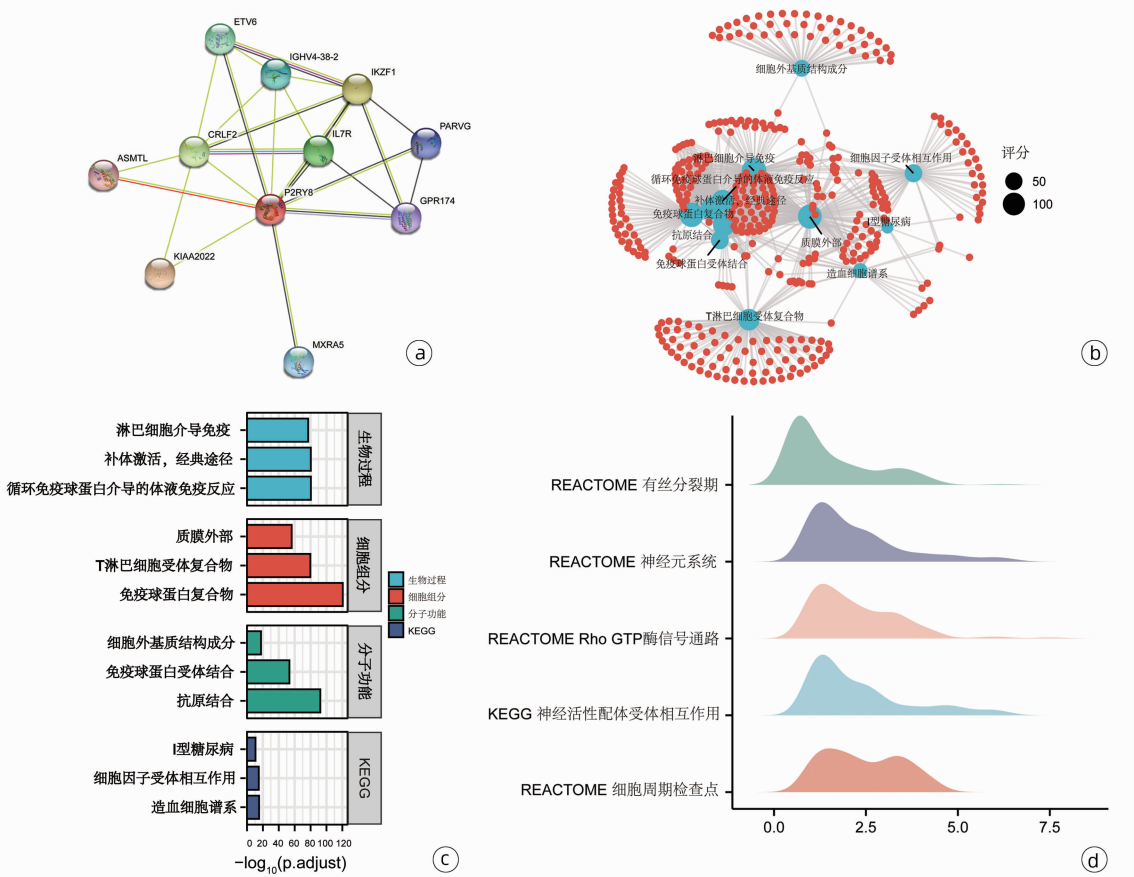 ETV6
IGHV4-38-2
IKZF1
CRLF2
IL7R
PARVG
ASMTL
P2RY8
GPR174
KIAA2022
MXRA5
a
细胞外基质结构成分
淋巴细胞介导免疫
细胞因子受体相互作用
循环免疫球蛋白介导的体液免疫反应
补体激活，经典途径
免疫球蛋白复合物
I型糖尿病
抗原结合
质膜外部
免疫球蛋白受体结合
造血细胞谱系
T淋巴细胞受体复合物
评分
50
100
b
淋巴细胞介导免疫
补体激活，经典途径
循环免疫球蛋白介导的体液免疫反应
生物过程
质膜外部
T淋巴细胞受体复合物
免疫球蛋白复合物
细胞组分
细胞外基质结构成分
免疫球蛋白受体结合
抗原结合
分子功能
I型糖尿病
细胞因子受体相互作用
造血细胞谱系
KEGG
0 20 40 60 80 100 120
−log10(p.adjust)
生物过程
细胞组分
分子功能
KEGG
c
REACTOME 有丝分裂期
REACTOME 神经元系统
REACTOME Rho GTP酶信号通路
KEGG 神经活性配体受体相互作用
REACTOME 细胞周期检查点
0.0 2.5 5.0 7.5
d